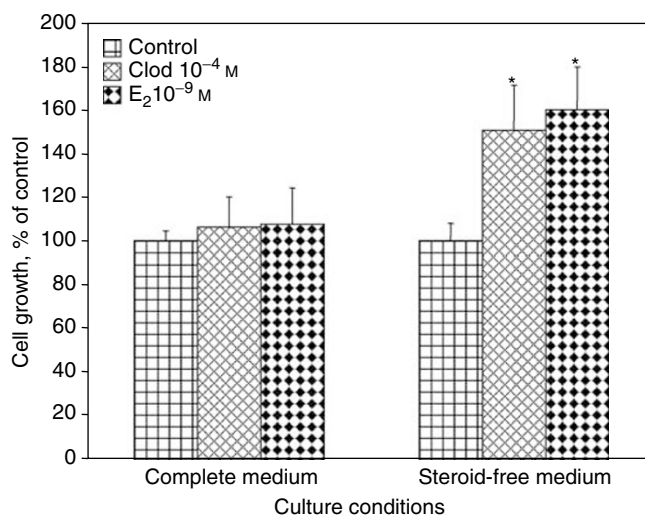 Cell growth, % of control
200
180
160
140
120
100
80
60
40
20
0
Control
Clod 10⁻⁴ M
E₂10⁻⁹ M
*
*
Complete medium
Steroid-free medium
Culture conditions